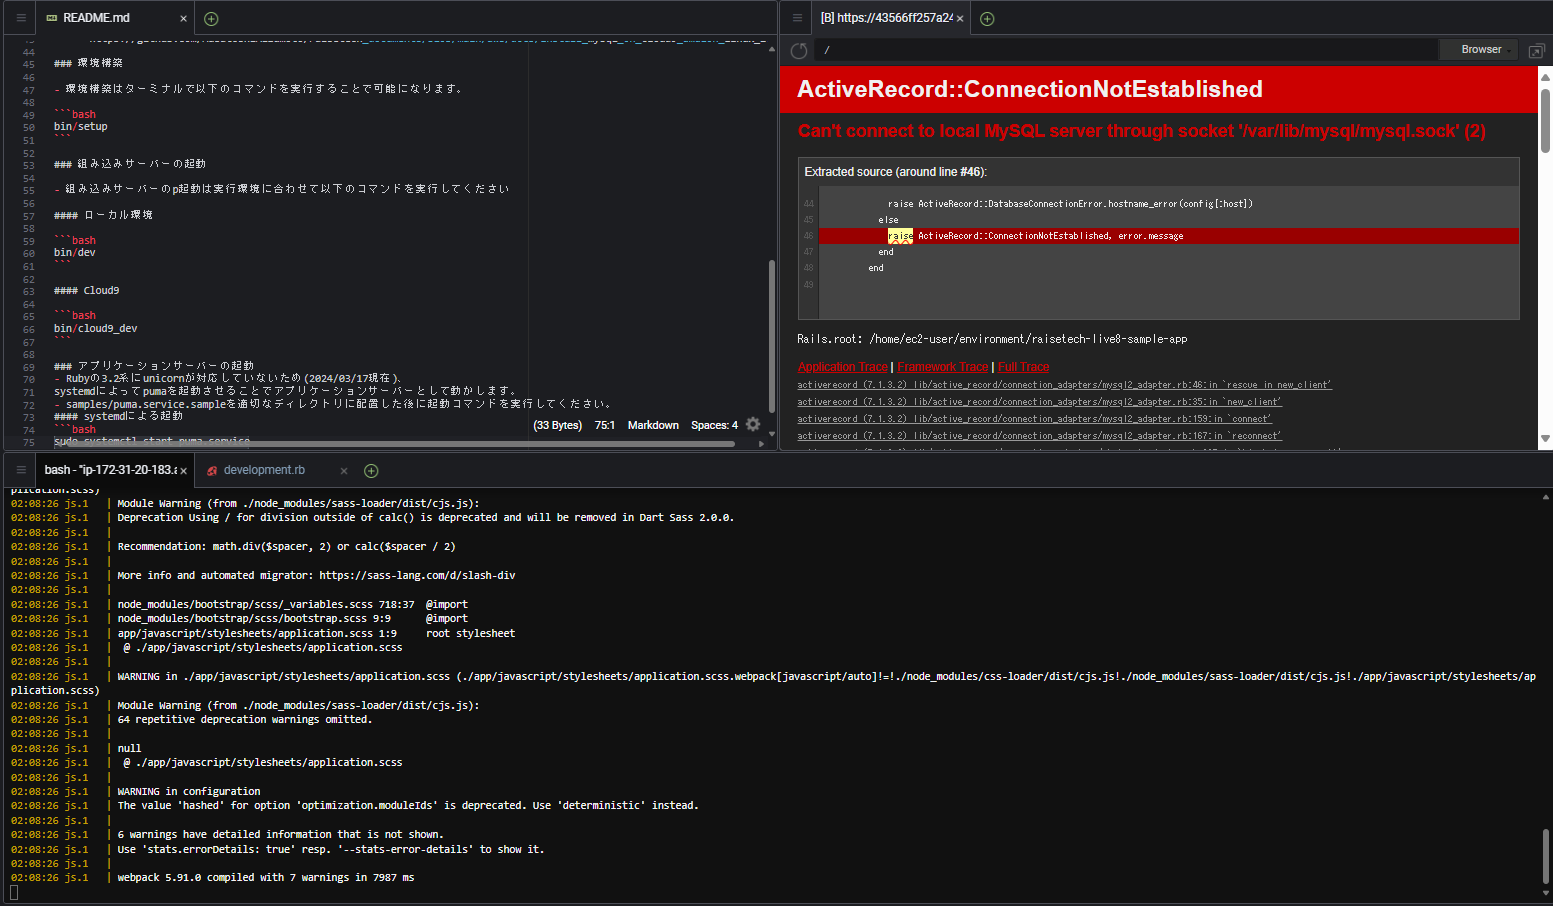 README.md
44
45 ### 環境構築
46
47 - 環境構築はターミナルで以下のコマンドを実行することで可能になります。
48
49 ```bash
50 bin/setup
51 ```
52
53 ### 組み込みサーバーの起動
54
55 - 組み込みサーバーのp起動は実行環境に合わせて以下のコマンドを実行してください
56
57 #### ローカル環境
58
59 ```bash
60 bin/dev
61 ```
62
63 #### Cloud9
64
65 ```bash
66 bin/cloud9_dev
67 ```
68
69 ### アプリケーションサーバーの起動
70 - Rubyの3.2系にunicornが対応していないため(2024/03/17現在)、
71 systemdによってpumaを起動させることでアプリケーションサーバーとして動かします。
72 - samples/puma.service.sampleを適切なディレクトリに配置した後に起動コマンドを実行してください。
73 #### systemdによる起動
74 ```bash
75 sudo systemctl start puma.service
(33 Bytes) 75:1 Markdown Spaces: 4
[B] https://43566ff257a24
/
Browser
ActiveRecord::ConnectionNotEstablished
Can't connect to local MySQL server through socket '/var/lib/mysql/mysql.sock' (2)
Extracted source (around line #46):
44 raise ActiveRecord::DatabaseConnectionError.hostname_error(config[:host])
45 else
46 raise ActiveRecord::ConnectionNotEstablished, error.message
47 end
48 end
49
Rails.root: /home/ec2-user/environment/raisetech-live8-sample-app
Application Trace | Framework Trace | Full Trace
activerecord (7.1.3.2) lib/active_record/connection_adapters/mysql2_adapter.rb:46:in `rescue in new_client'
activerecord (7.1.3.2) lib/active_record/connection_adapters/mysql2_adapter.rb:35:in `new_client'
activerecord (7.1.3.2) lib/active_record/connection_adapters/mysql2_adapter.rb:159:in `connect'
activerecord (7.1.3.2) lib/active_record/connection_adapters/mysql2_adapter.rb:167:in `reconnect'
bash - "ip-172-31-20-183.a
development.rb
plication.scss)
02:08:26 js.1 | Module Warning (from ./node_modules/sass-loader/dist/cjs.js):
02:08:26 js.1 | Deprecation Using / for division outside of calc() is deprecated and will be removed in Dart Sass 2.0.0.
02:08:26 js.1 |
02:08:26 js.1 | Recommendation: math.div($spacer, 2) or calc($spacer / 2)
02:08:26 js.1 |
02:08:26 js.1 | More info and automated migrator: https://sass-lang.com/d/slash-div
02:08:26 js.1 |
02:08:26 js.1 | node_modules/bootstrap/scss/_variables.scss 718:37 @import
02:08:26 js.1 | node_modules/bootstrap/scss/bootstrap.scss 9:9 @import
02:08:26 js.1 | app/javascript/stylesheets/application.scss 1:9 root stylesheet
02:08:26 js.1 | @ ./app/javascript/stylesheets/application.scss
02:08:26 js.1 |
02:08:26 js.1 | WARNING in ./app/javascript/stylesheets/application.scss (./app/javascript/stylesheets/application.scss.webpack[javascript/auto]!=!./node_modules/css-loader/dist/cjs.js!./node_modules/sass-loader/dist/cjs.js!./app/javascript/stylesheets/ap
plication.scss)
02:08:26 js.1 | Module Warning (from ./node_modules/sass-loader/dist/cjs.js):
02:08:26 js.1 | 64 repetitive deprecation warnings omitted.
02:08:26 js.1 |
02:08:26 js.1 | null
02:08:26 js.1 | @ ./app/javascript/stylesheets/application.scss
02:08:26 js.1 |
02:08:26 js.1 | WARNING in configuration
02:08:26 js.1 | The value 'hashed' for option 'optimization.moduleIds' is deprecated. Use 'deterministic' instead.
02:08:26 js.1 |
02:08:26 js.1 | 6 warnings have detailed information that is not shown.
02:08:26 js.1 | Use 'stats.errorDetails: true' resp. '--stats-error-details' to show it.
02:08:26 js.1 |
02:08:26 js.1 | webpack 5.91.0 compiled with 7 warnings in 7987 ms